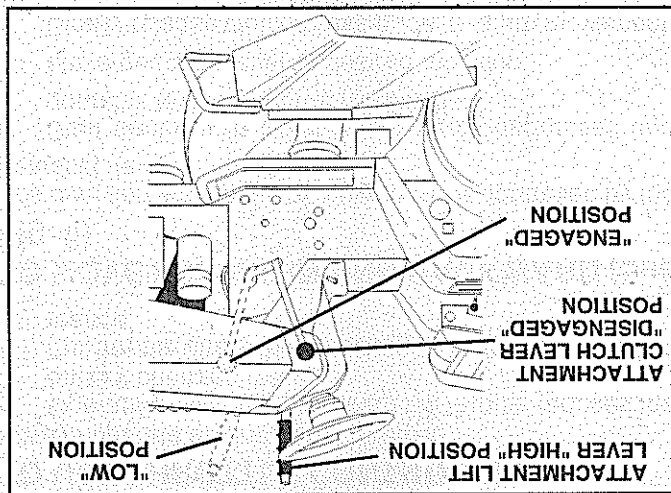 ATTACHMENT LIFT
LEVER "HIGH" POSITION
"LOW"
POSITION
ATTACHMENT
CLUTCH LEVER
"DISENGAGED"
POSITION
"ENGAGED"
POSITION